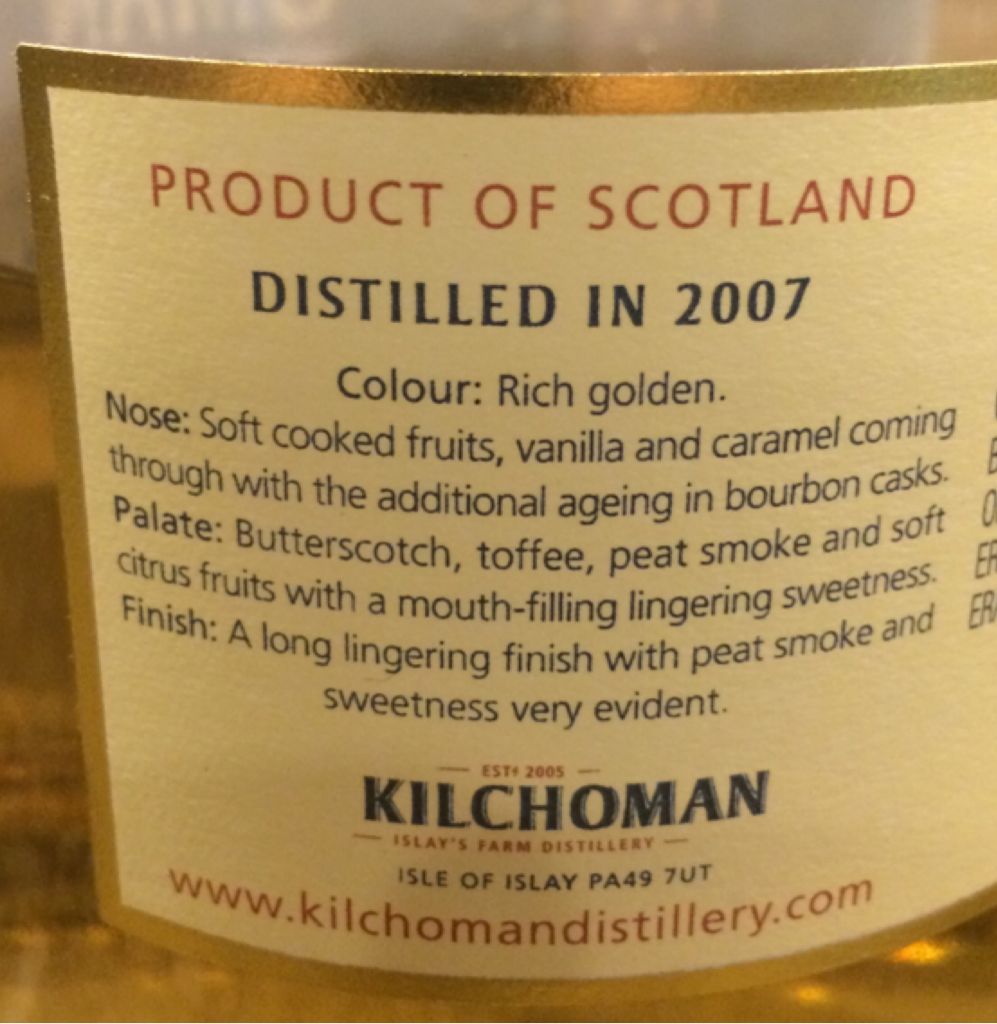 PRODUCT OF SCOTLAND
DISTILLED IN 2007
Colour: Rich golden.
Nose: Soft cooked fruits, vanilla and caramel coming
through with the additional ageing in bourbon casks.
Palate: Butterscotch, toffee, peat smoke and soft
citrus fruits with a mouth-filling lingering sweetness.
Finish: A long lingering finish with peat smoke and
sweetness very evident.
ESTd 2005
KILCHOMAN
ISLAY'S FARM DISTILLERY
ISLE OF ISLAY PA49 7UT
www.kilchomandistillery.com